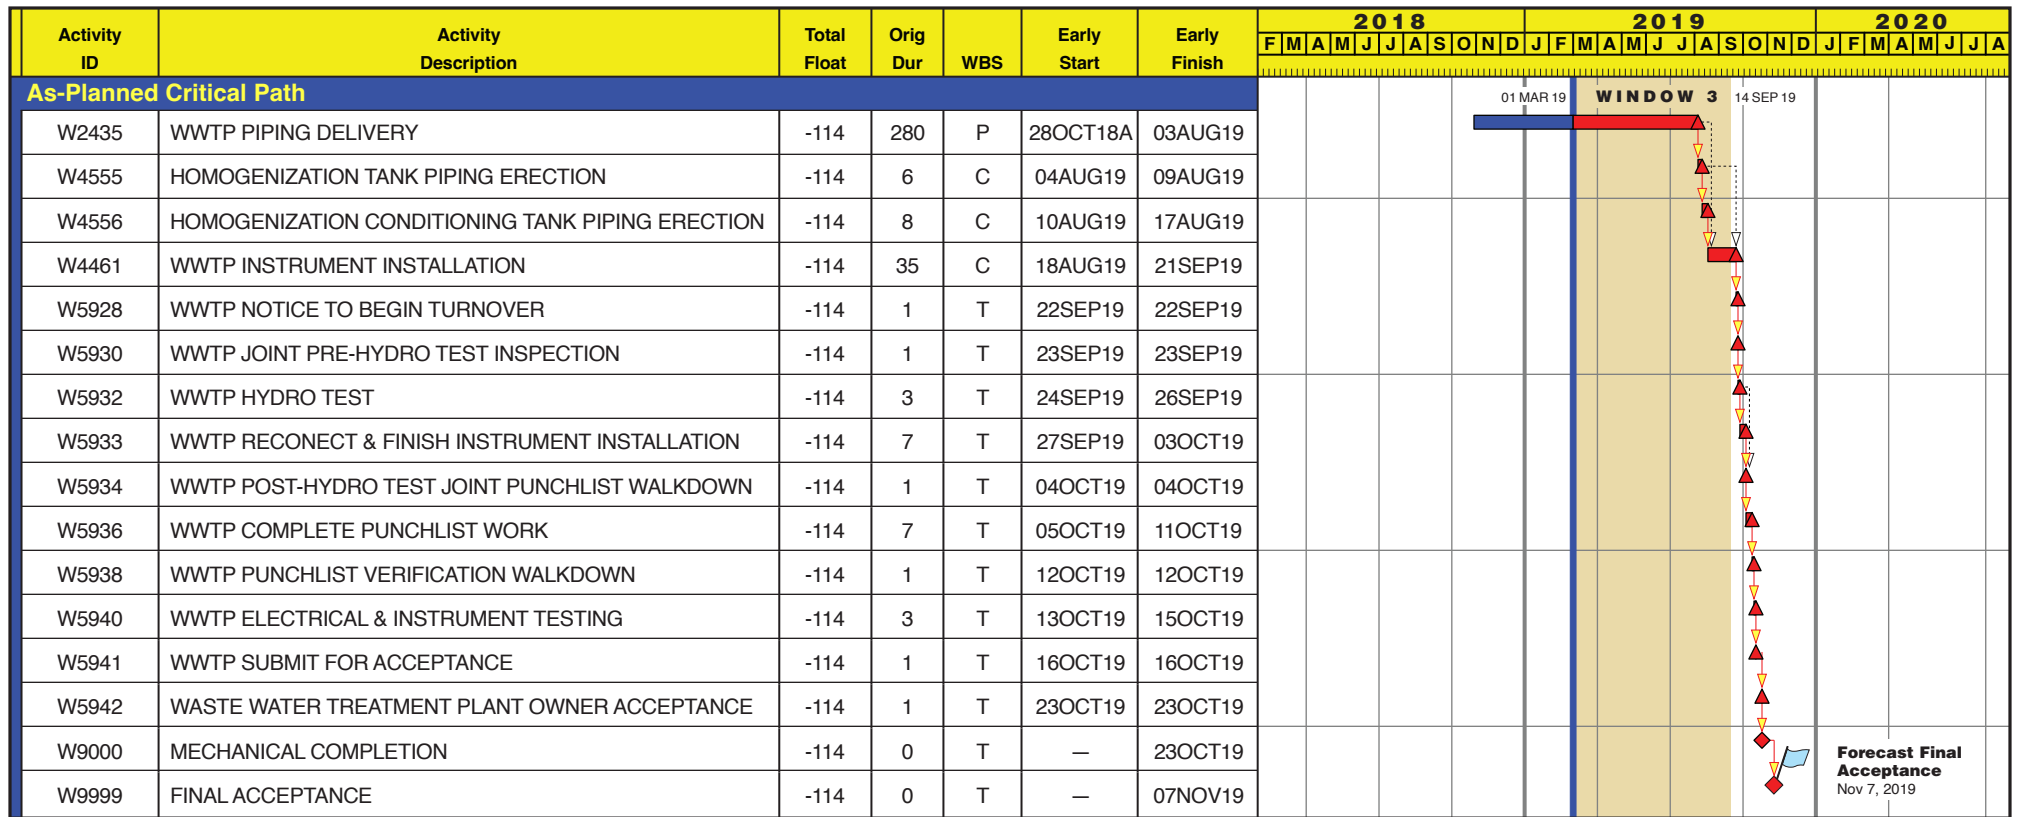 Activity ID Activity Description Total Float Orig Dur WBS Early Start Early Finish
2018 2019 2020
F M A M J J A S O N D J F M A M J J A S O N D J F M A M J J A
As-Planned Critical Path
01 MAR 19 WINDOW 3 14 SEP 19
W2435 WWTP PIPING DELIVERY -114 280 P 28OCT18A 03AUG19
W4555 HOMOGENIZATION TANK PIPING ERECTION -114 6 C 04AUG19 09AUG19
W4556 HOMOGENIZATION CONDITIONING TANK PIPING ERECTION -114 8 C 10AUG19 17AUG19
W4461 WWTP INSTRUMENT INSTALLATION -114 35 C 18AUG19 21SEP19
W5928 WWTP NOTICE TO BEGIN TURNOVER -114 1 T 22SEP19 22SEP19
W5930 WWTP JOINT PRE-HYDRO TEST INSPECTION -114 1 T 23SEP19 23SEP19
W5932 WWTP HYDRO TEST -114 3 T 24SEP19 26SEP19
W5933 WWTP RECONECT & FINISH INSTRUMENT INSTALLATION -114 7 T 27SEP19 03OCT19
W5934 WWTP POST-HYDRO TEST JOINT PUNCHLIST WALKDOWN -114 1 T 04OCT19 04OCT19
W5936 WWTP COMPLETE PUNCHLIST WORK -114 7 T 05OCT19 11OCT19
W5938 WWTP PUNCHLIST VERIFICATION WALKDOWN -114 1 T 12OCT19 12OCT19
W5940 WWTP ELECTRICAL & INSTRUMENT TESTING -114 3 T 13OCT19 15OCT19
W5941 WWTP SUBMIT FOR ACCEPTANCE -114 1 T 16OCT19 16OCT19
W5942 WASTE WATER TREATMENT PLANT OWNER ACCEPTANCE -114 1 T 23OCT19 23OCT19
W9000 MECHANICAL COMPLETION -114 0 T — 23OCT19
W9999 FINAL ACCEPTANCE -114 0 T — 07NOV19
Forecast Final
Acceptance
Nov 7, 2019